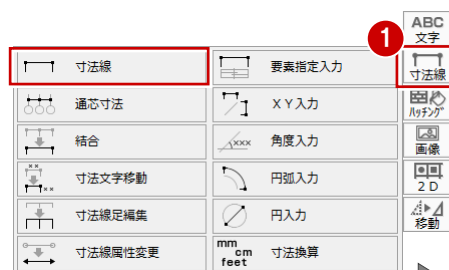 ABC
文字
1
寸法線
要素指定入力
寸法線
通芯寸法
XY入力
ハッチング
結合
xxx
角度入力
画像
××
××
寸法文字移動
円弧入力
2D
寸法線足編集
円入力
移動
寸法線属性変更
mm
cm
feet
寸法換算